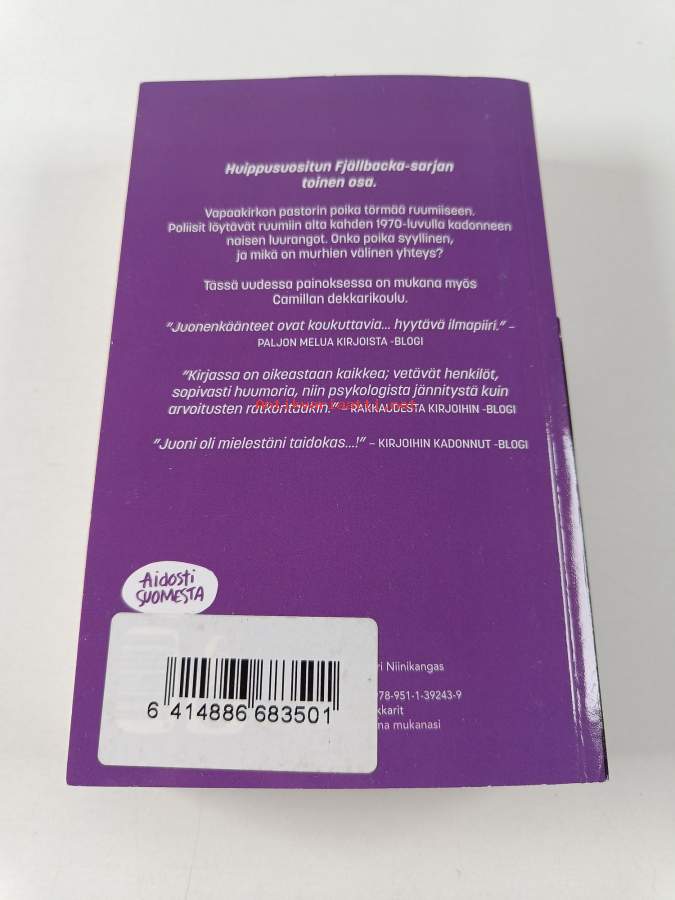 Huippusuositun Fjällbacka-sarjan
toinen osa.
Vapaakirkon pastorin poika törmää ruumiiseen.
Poliisit löytävät ruumiin alta kahden 1970-luvulla kadonneen
naisen luurangot. Onko poika syyllinen,
ja mikä on murhien välinen yhteys?
Tässä uudessa painoksessa on mukana myös
Camillan dekkarikoulu.
"Juonenkäänteet ovat koukuttavia... hyytävä ilmapiiri." –
PALJON MELUA KIRJOISTA -BLOGI
"Kirjassa on oikeastaan kaikkea; vetävät henkilöt,
sopivasti huumoria, niin psykologista jännitystä kuin
arvoitusten ratkontaakin." – RAKKAUDESTA KIRJOIHIN -BLOGI
Antikvariaatti.net
"Juoni oli mielestäni taidokas...!" – KIRJOIHIN KADONNUT -BLOGI
Aidosti
SUOMESTA
ri Niinikangas
978-951-1-39243-9
kkarit
na mukanasi
6 414886 683501